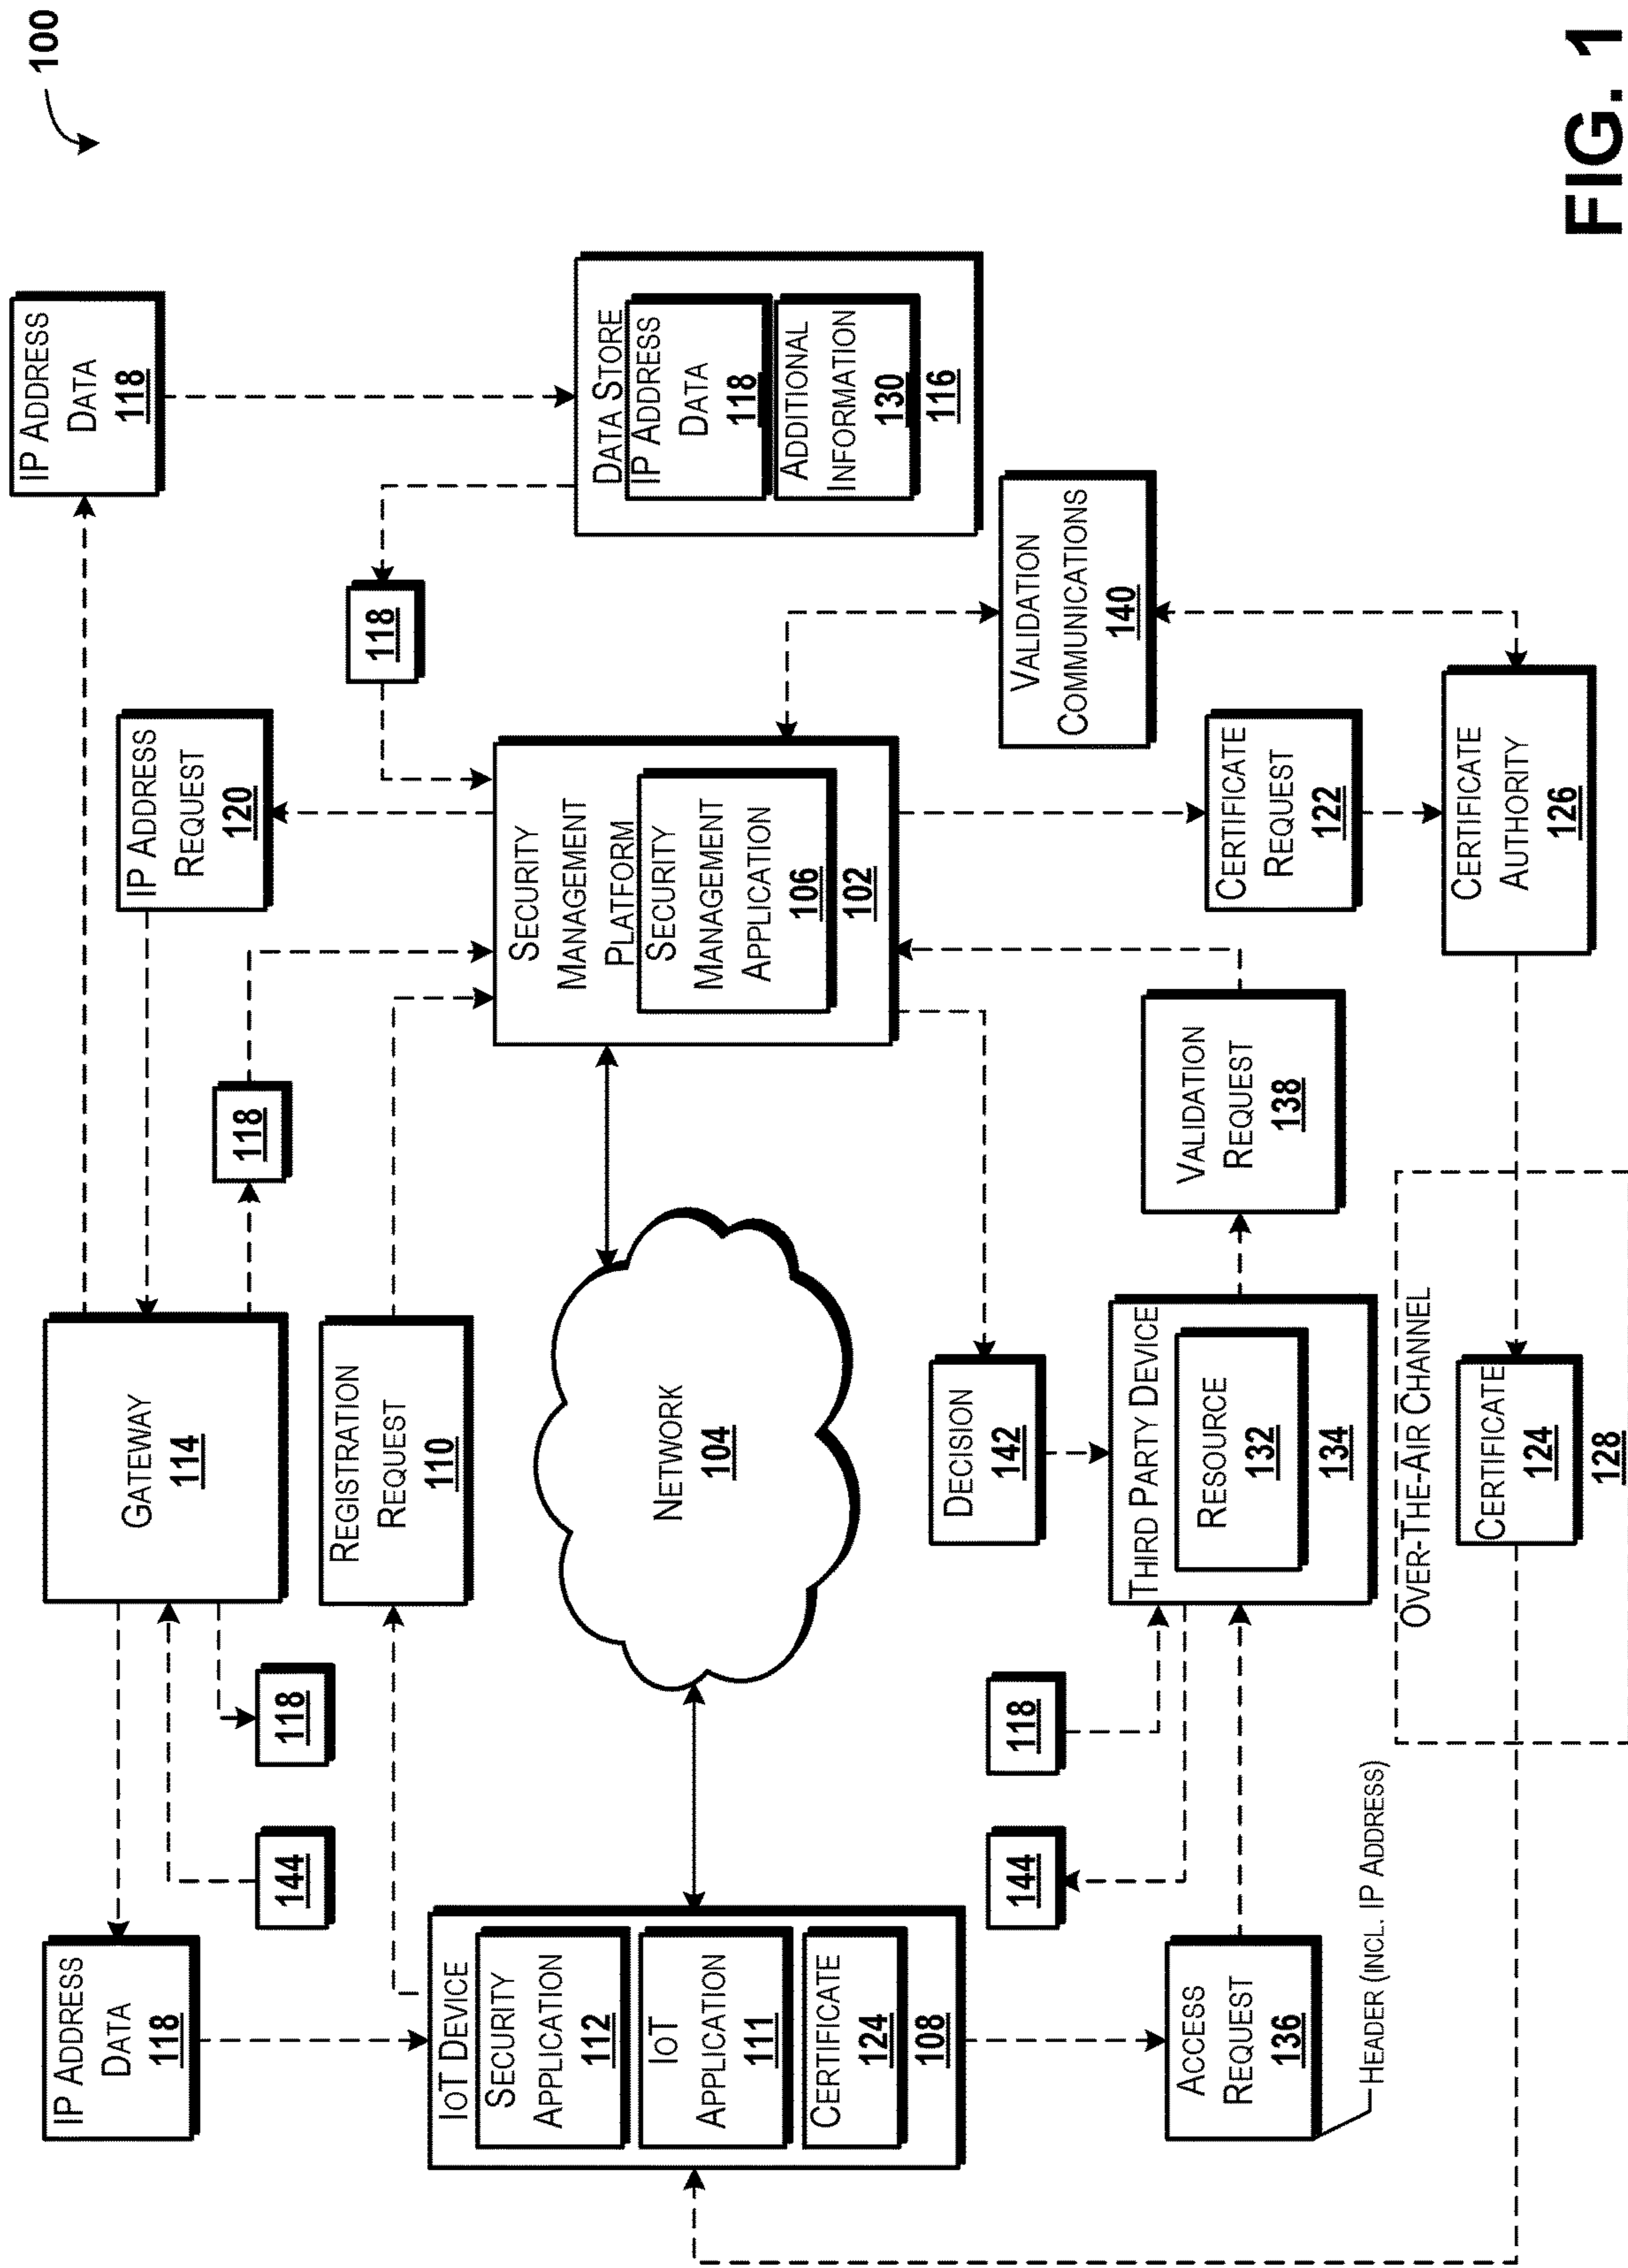 100
IP ADDRESS
DATA
118
GATEWAY
114
IP ADDRESS
REQUEST
120
IP ADDRESS
DATA
118
144
118
118
118
REGISTRATION
REQUEST
110
IOT DEVICE
SECURITY
APPLICATION
112
IOT
APPLICATION
111
CERTIFICATE
124
108
NETWORK
104
SECURITY
MANAGEMENT
PLATFORM
SECURITY
MANAGEMENT
APPLICATION
106
102
DATA STORE
IP ADDRESS
DATA
118
ADDITIONAL
INFORMATION
130
116
144
118
DECISION
142
VALIDATION
COMMUNICATIONS
140
ACCESS
REQUEST
136
HEADER (INCL. IP ADDRESS)
THIRD PARTY DEVICE
RESOURCE
132
134
VALIDATION
REQUEST
138
CERTIFICATE
REQUEST
122
OVER-THE-AIR CHANNEL
CERTIFICATE
124
128
CERTIFICATE
AUTHORITY
126
FIG. 1